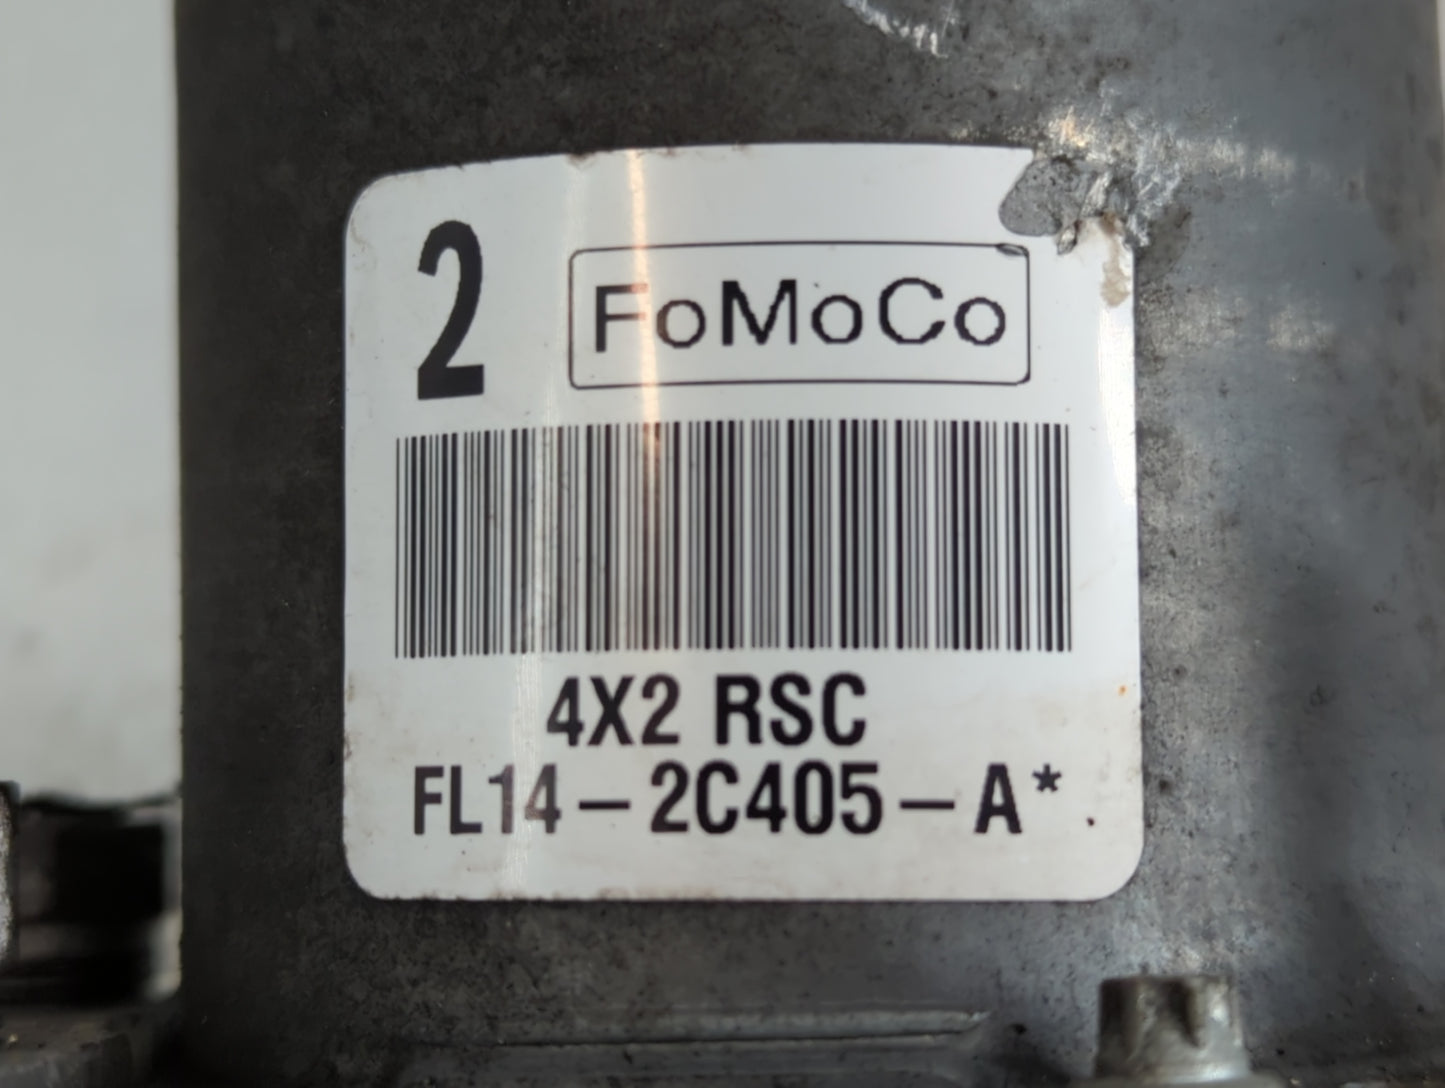 2 FoMoCo
4X2 RSC
FL14-2C405-A*